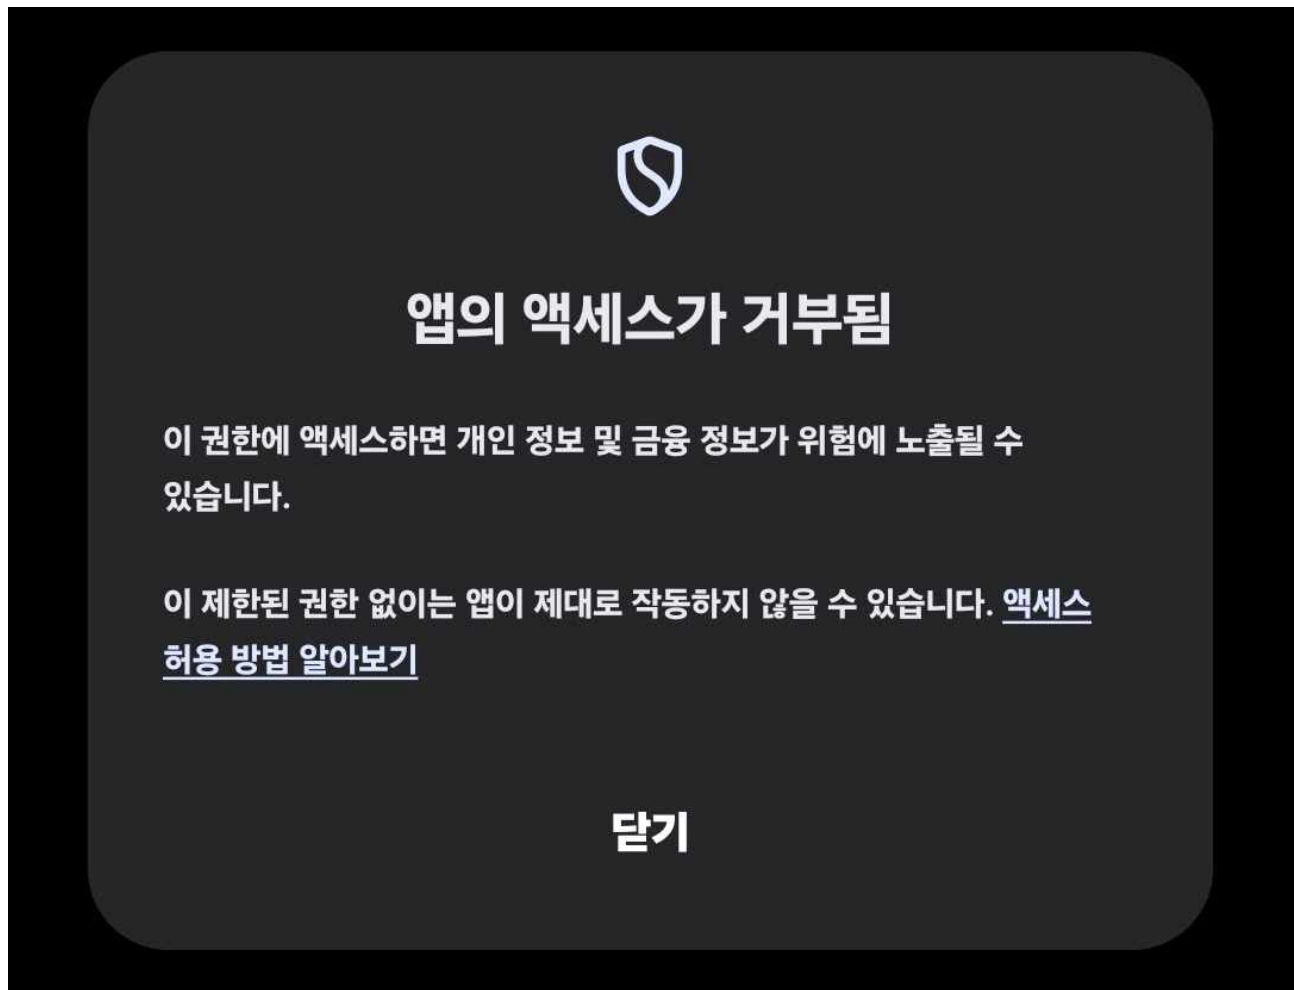 앱의 액세스가 거부됨
이 권한에 액세스하면 개인 정보 및 금융 정보가 위험에 노출될 수
있습니다.
이 제한된 권한 없이는 앱이 제대로 작동하지 않을 수 있습니다. 액세스
허용 방법 알아보기
닫기